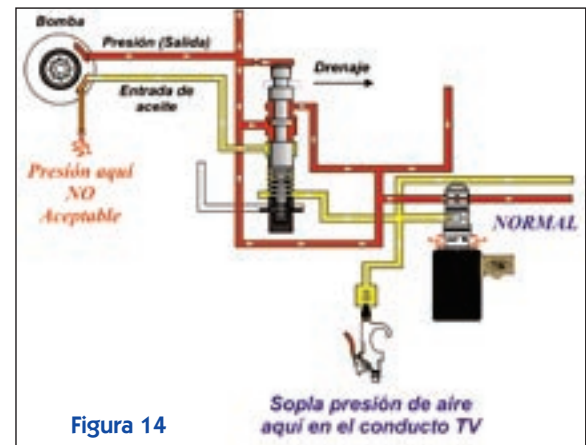 Bomba
Presión (Salida)
Drenaje
Entrada de
aceite
Presión aquí
NO
Aceptable
NORMAL
Sopla presión de aire
aquí en el conducto TV
Figura 14